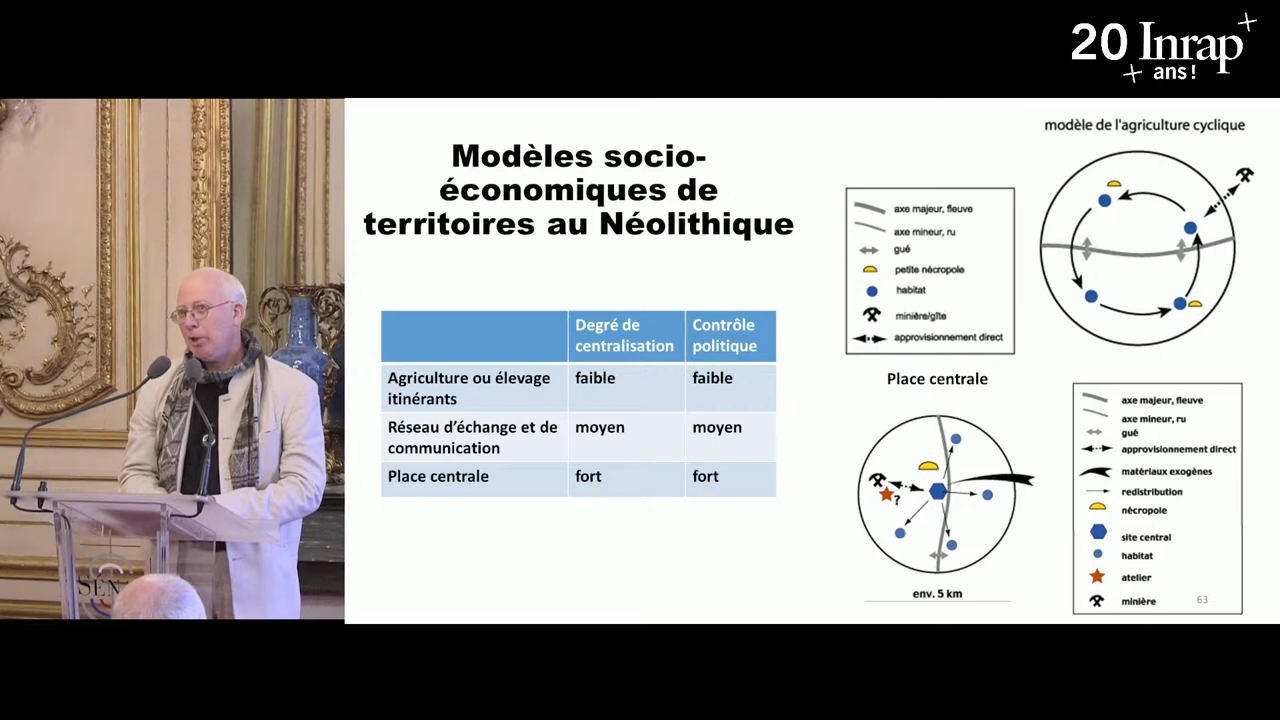 20 Inrap
ans !
Modèles socio-
économiques de
territoires au Néolithique
Degré de
centralisation
Contrôle
politique
Agriculture ou élevage
itinérants
faible
faible
Réseau d'échange et de
communication
moyen
moyen
Place centrale
fort
fort
modèle de l'agriculture cyclique
axe majeur, fleuve
axe mineur, ru
gué
petite nécropole
habitat
minière/gîte
approvisionnement direct
Place centrale
?
env. 5 km
axe majeur, fleuve
axe mineur, ru
gué
approvisionnement direct
matériaux exogènes
redistribution
nécropole
site central
habitat
atelier
minière
63